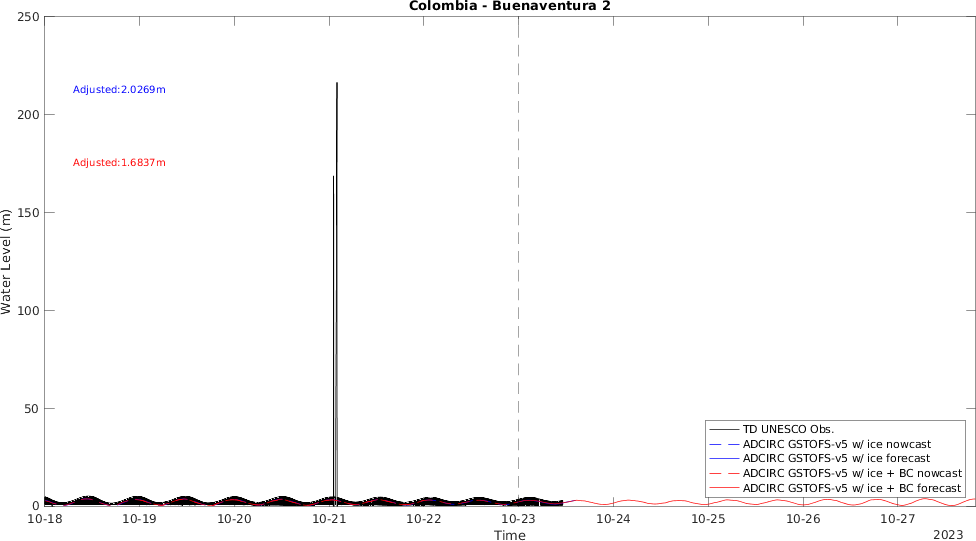 Colombia - Buenaventura 2
250
200
150
100
50
0
Water Level (m)
Adjusted:2.0269m
Adjusted:1.6837m
TD UNESCO Obs.
ADCIRC GSTOFS-v5 w/ ice nowcast
ADCIRC GSTOFS-v5 w/ ice forecast
ADCIRC GSTOFS-v5 w/ ice + BC nowcast
ADCIRC GSTOFS-v5 w/ ice + BC forecast
10-18 10-19 10-20 10-21 10-22 10-23 10-24 10-25 10-26 10-27
Time
2023